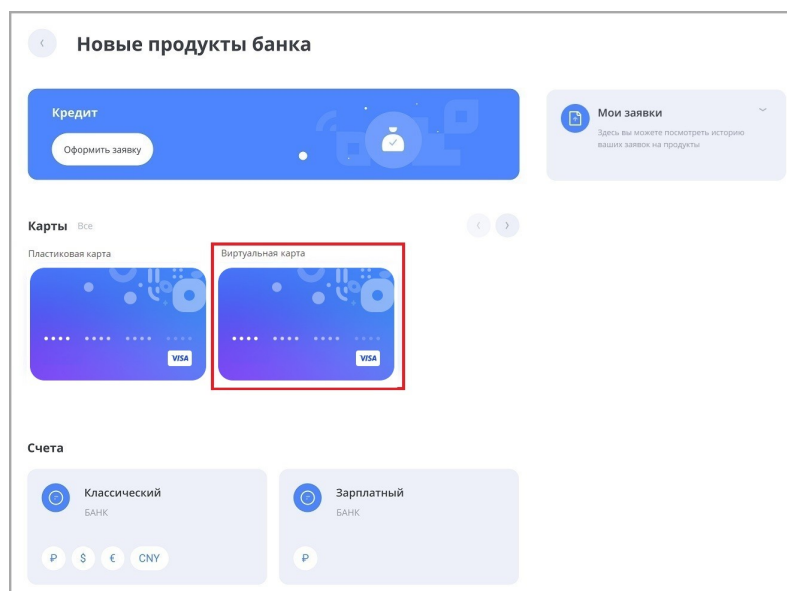 Новые продукты банка
Кредит
Оформить заявку
Мои заявки
Здесь вы можете посмотреть историю
ваших заявок на продукты
Карты Все
Пластиковая карта
Виртуальная карта
VISA
VISA
Счета
Классический
БАНК
₽ $ € CNY
Зарплатный
БАНК
₽